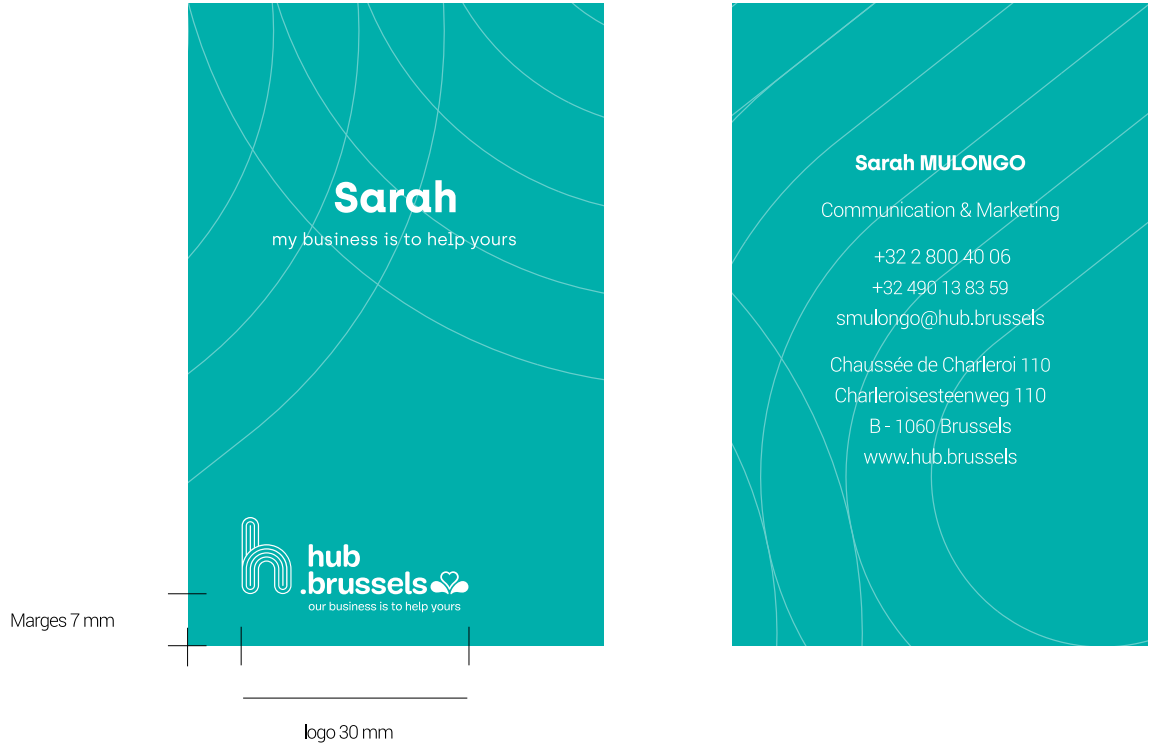 Sarah
my business is to help yours
hub
.brussels
our business is to help yours
Marges 7 mm
logo 30 mm
Sarah MULONGO
Communication & Marketing
+32 2 800 40 06
+32 490 13 83 59
smulongo@hub.brussels
Chaussée de Charleroi 110
Charleroisesteenweg 110
B - 1060 Brussels
www.hub.brussels